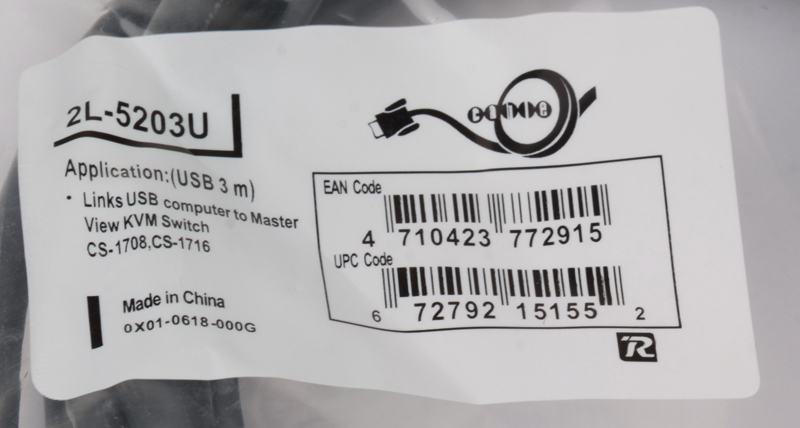 2L-5203U
Application:(USB 3 m)
• Links USB computer to Master
View KVM Switch
CS-1708,CS-1716
Made in China
0X01-0618-000G
EAN Code
4 710423 772915
UPC Code
6 72792 15155 2
R